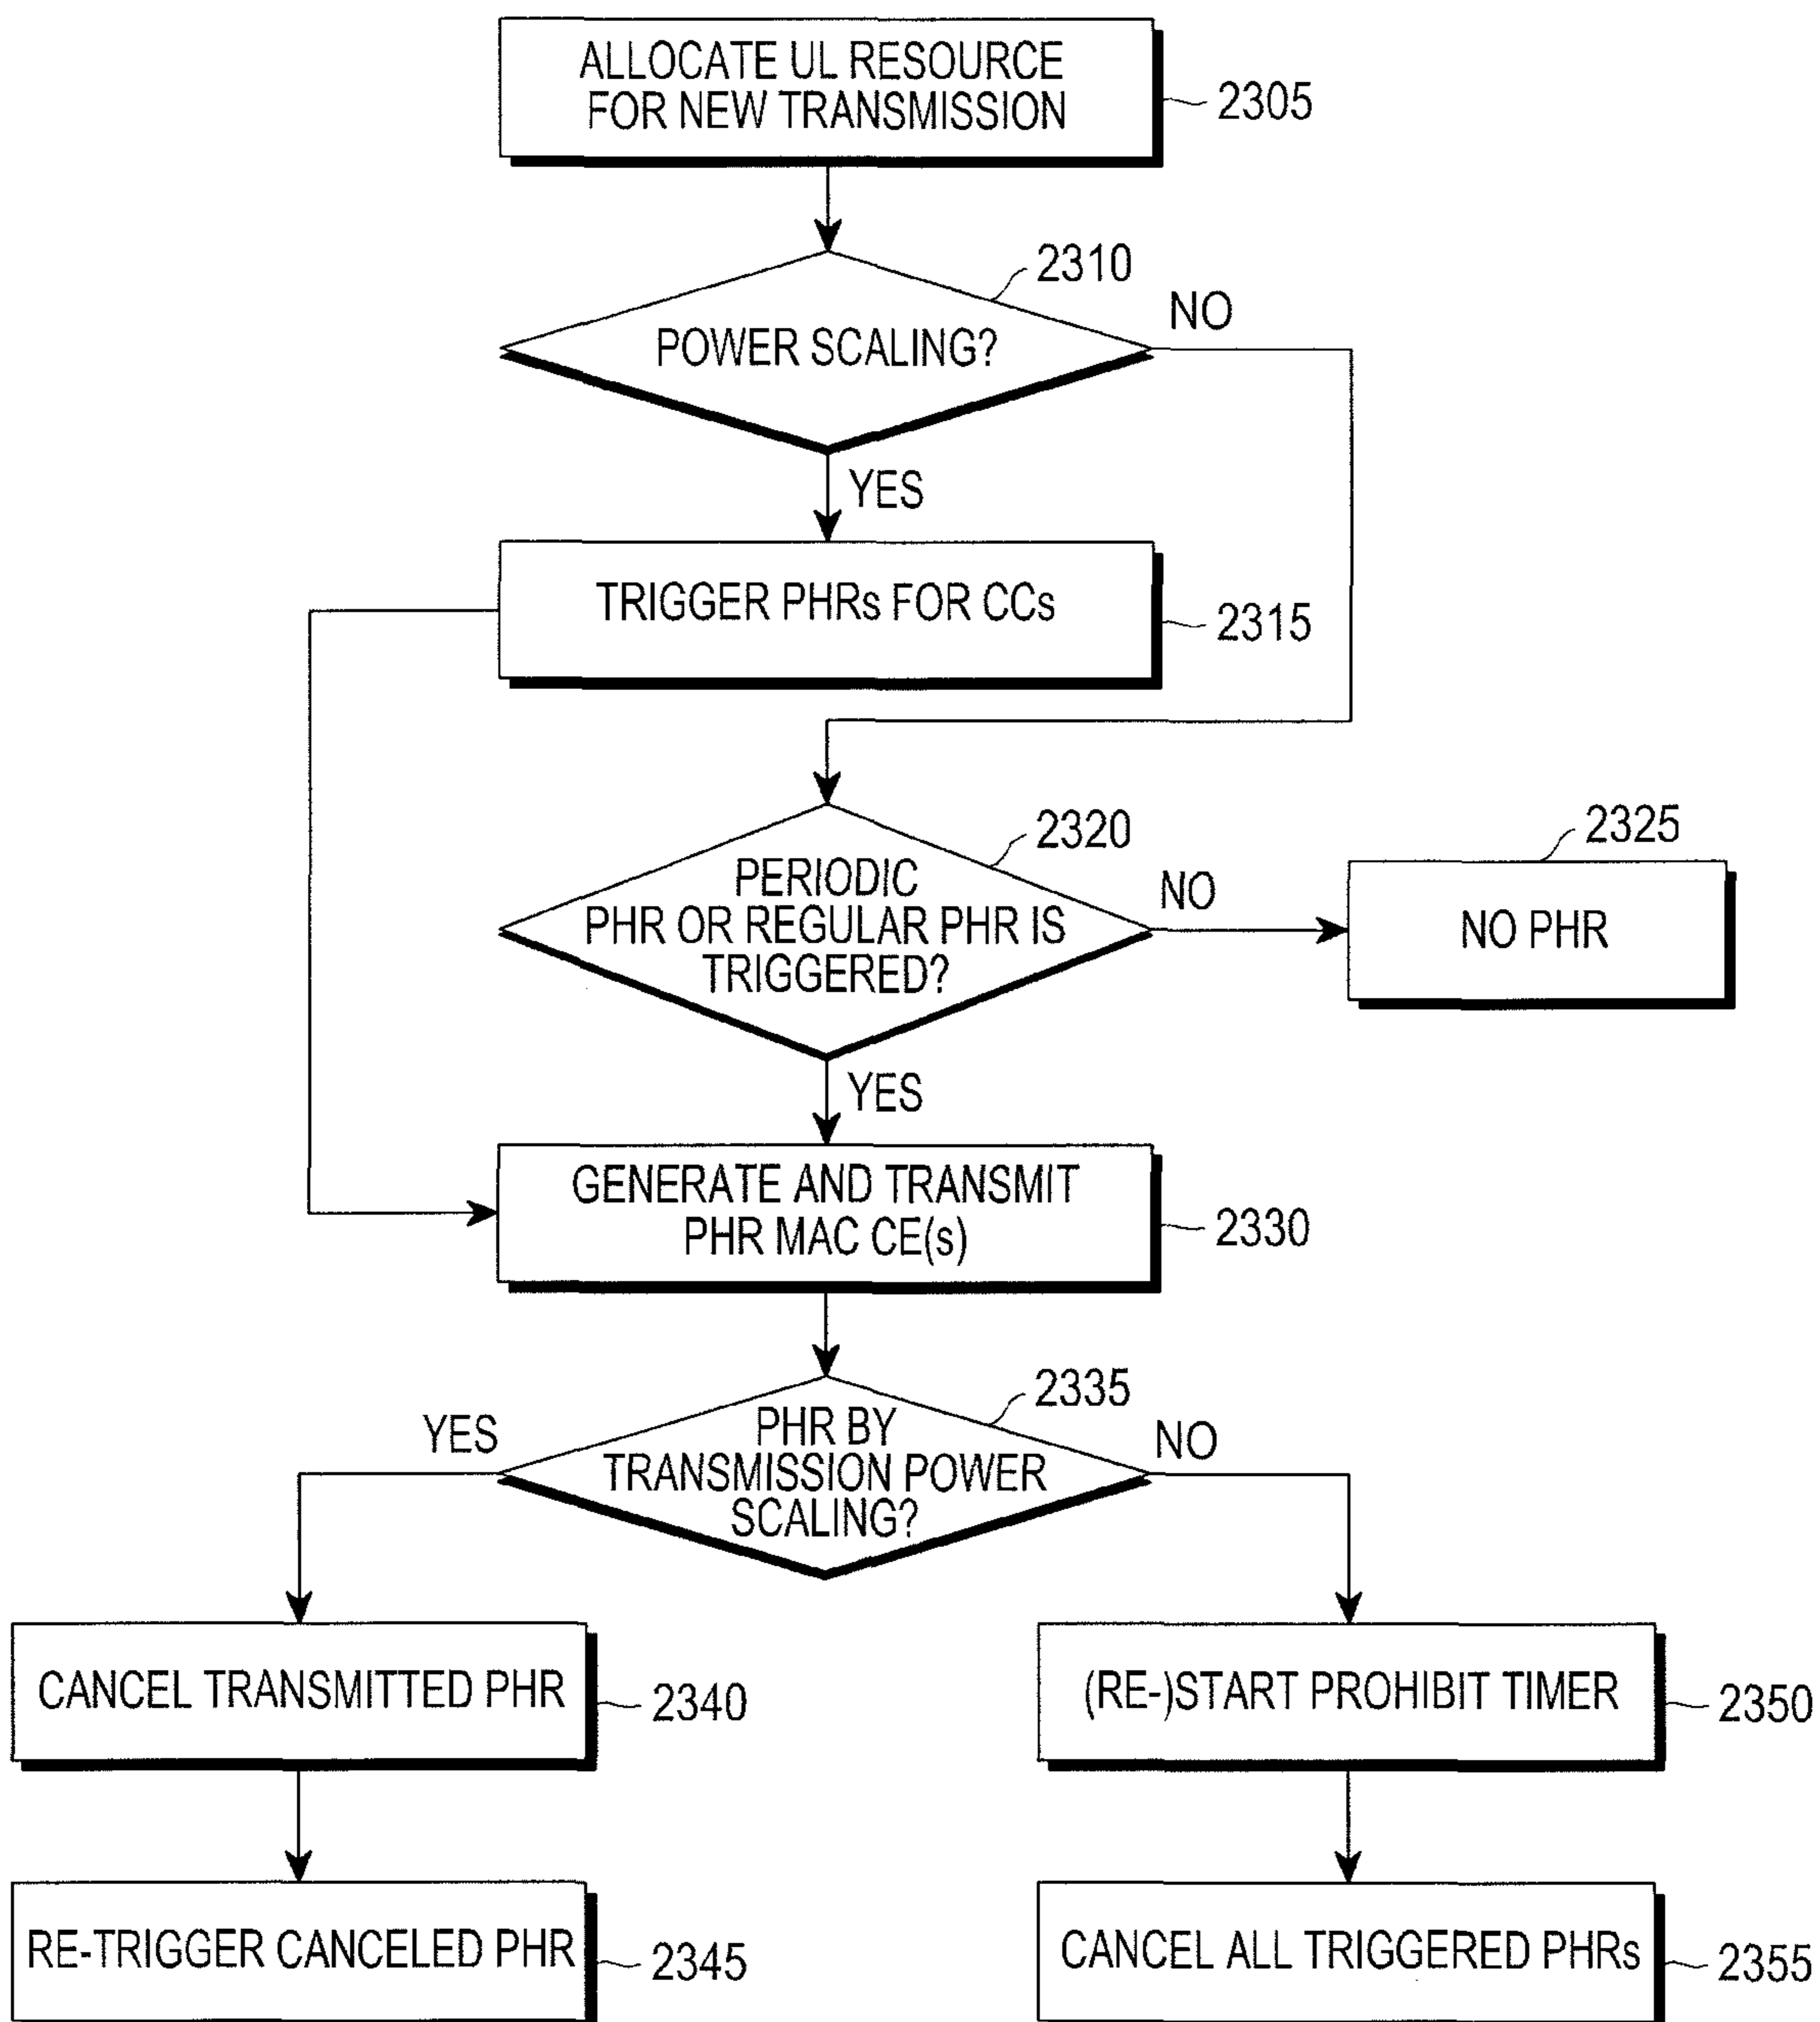 ALLOCATE UL RESOURCE
FOR NEW TRANSMISSION
2305
2310
POWER SCALING?
NO
YES
TRIGGER PHRs FOR CCs
2315
2320
PERIODIC
PHR OR REGULAR PHR IS
TRIGGERED?
NO
2325
NO PHR
YES
GENERATE AND TRANSMIT
PHR MAC CE(s)
2330
2335
YES
PHR BY
TRANSMISSION POWER
SCALING?
NO
CANCEL TRANSMITTED PHR
2340
(RE-)START PROHIBIT TIMER
2350
RE-TRIGGER CANCELED PHR
2345
CANCEL ALL TRIGGERED PHRs
2355